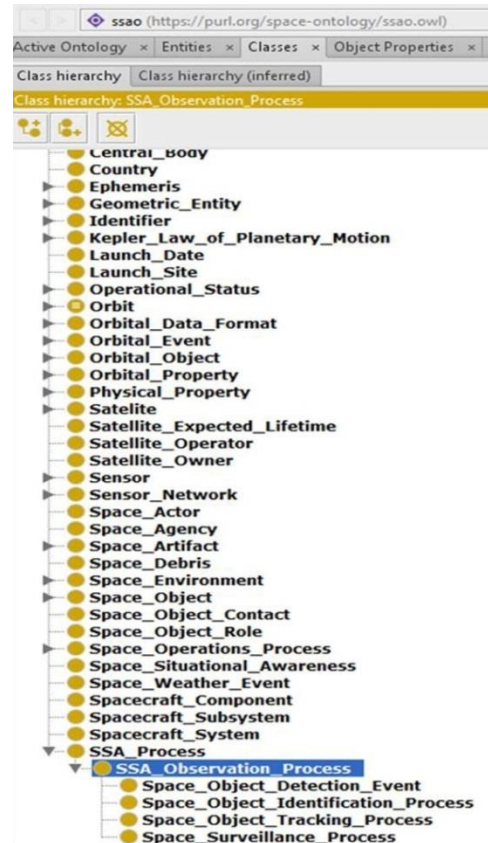 ssao (https://purl.org/space-ontology/ssao.owl)
Active Ontology × Entities × Classes × Object Properties ×
Class hierarchy Class hierarchy (inferred)
Class hierarchy: SSA_Observation_Process
Central_Body
Country
Ephemeris
Geometric_Entity
Identifier
Kepler_Law_of_Planetary_Motion
Launch_Date
Launch_Site
Operational_Status
Orbit
Orbital_Data_Format
Orbital_Event
Orbital_Object
Orbital_Property
Physical_Property
Satelite
Satellite_Expected_Lifetime
Satellite_Operator
Satellite_Owner
Sensor
Sensor_Network
Space_Actor
Space_Agency
Space_Artifact
Space_Debris
Space_Environment
Space_Object
Space_Object_Contact
Space_Object_Role
Space_Operations_Process
Space_Situational_Awareness
Space_Weather_Event
Spacecraft_Component
Spacecraft_Subsystem
Spacecraft_System
SSA_Process
SSA_Observation_Process
Space_Object_Detection_Event
Space_Object_Identification_Process
Space_Object_Tracking_Process
Space_Surveillance_Process